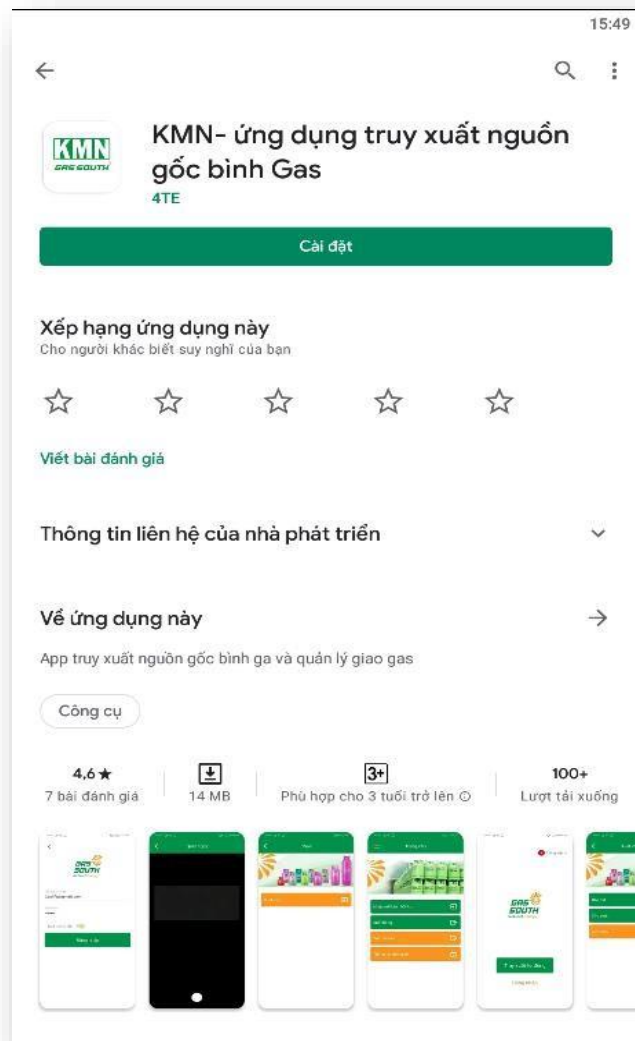 15:49
KMN
GAS SOUTH
KMN- ứng dụng truy xuất nguồn
gốc bình Gas
4TE
Cài đặt
Xếp hạng ứng dụng này
Cho người khác biết suy nghĩ của bạn
Viết bài đánh giá
Thông tin liên hệ của nhà phát triển
Về ứng dụng này
App truy xuất nguồn gốc bình ga và quản lý giao gas
Công cụ
4,6★
7 bài đánh giá
14 MB
3+
Phù hợp cho 3 tuổi trở lên
100+
Lượt tải xuống
GAS
SOUTH
GAS
SOUTH